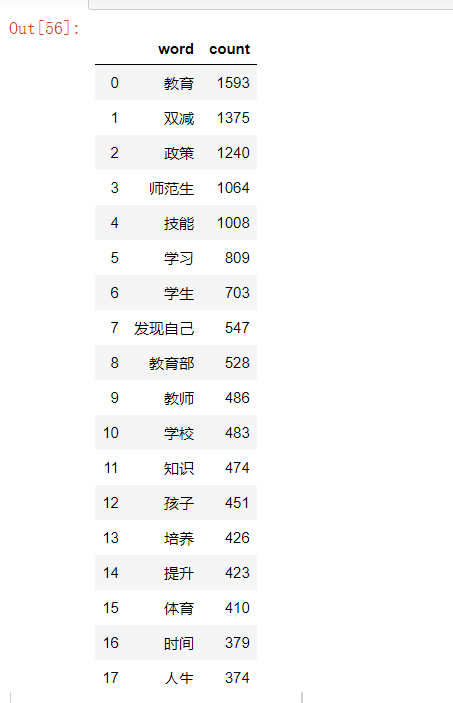 Out[56]:
word count
0 教育 1593
1 双减 1375
2 政策 1240
3 师范生 1064
4 技能 1008
5 学习 809
6 学生 703
7 发现自己 547
8 教育部 528
9 教师 486
10 学校 483
11 知识 474
12 孩子 451
13 培养 426
14 提升 423
15 体育 410
16 时间 379
17 人生 374